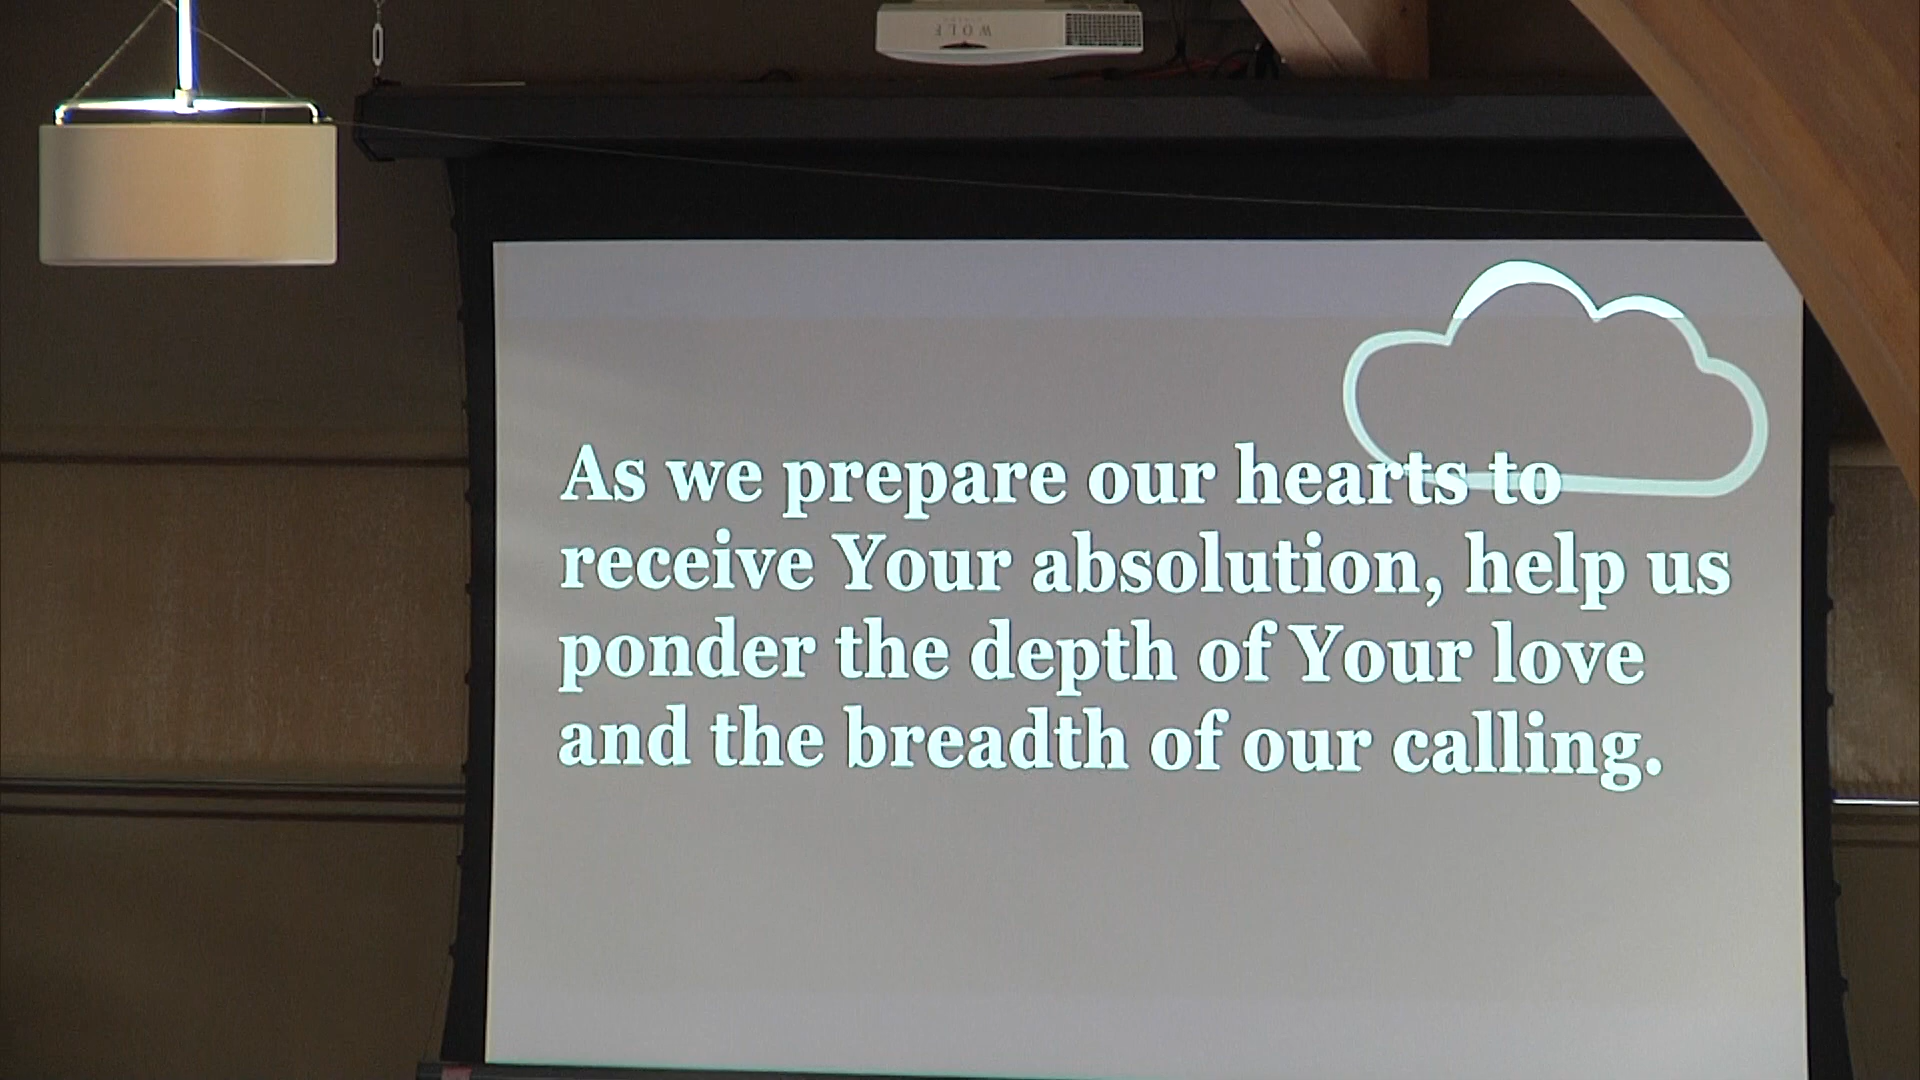 WOLF
As we prepare our hearts to
receive Your absolution, help us
ponder the depth of Your love
and the breadth of our calling.